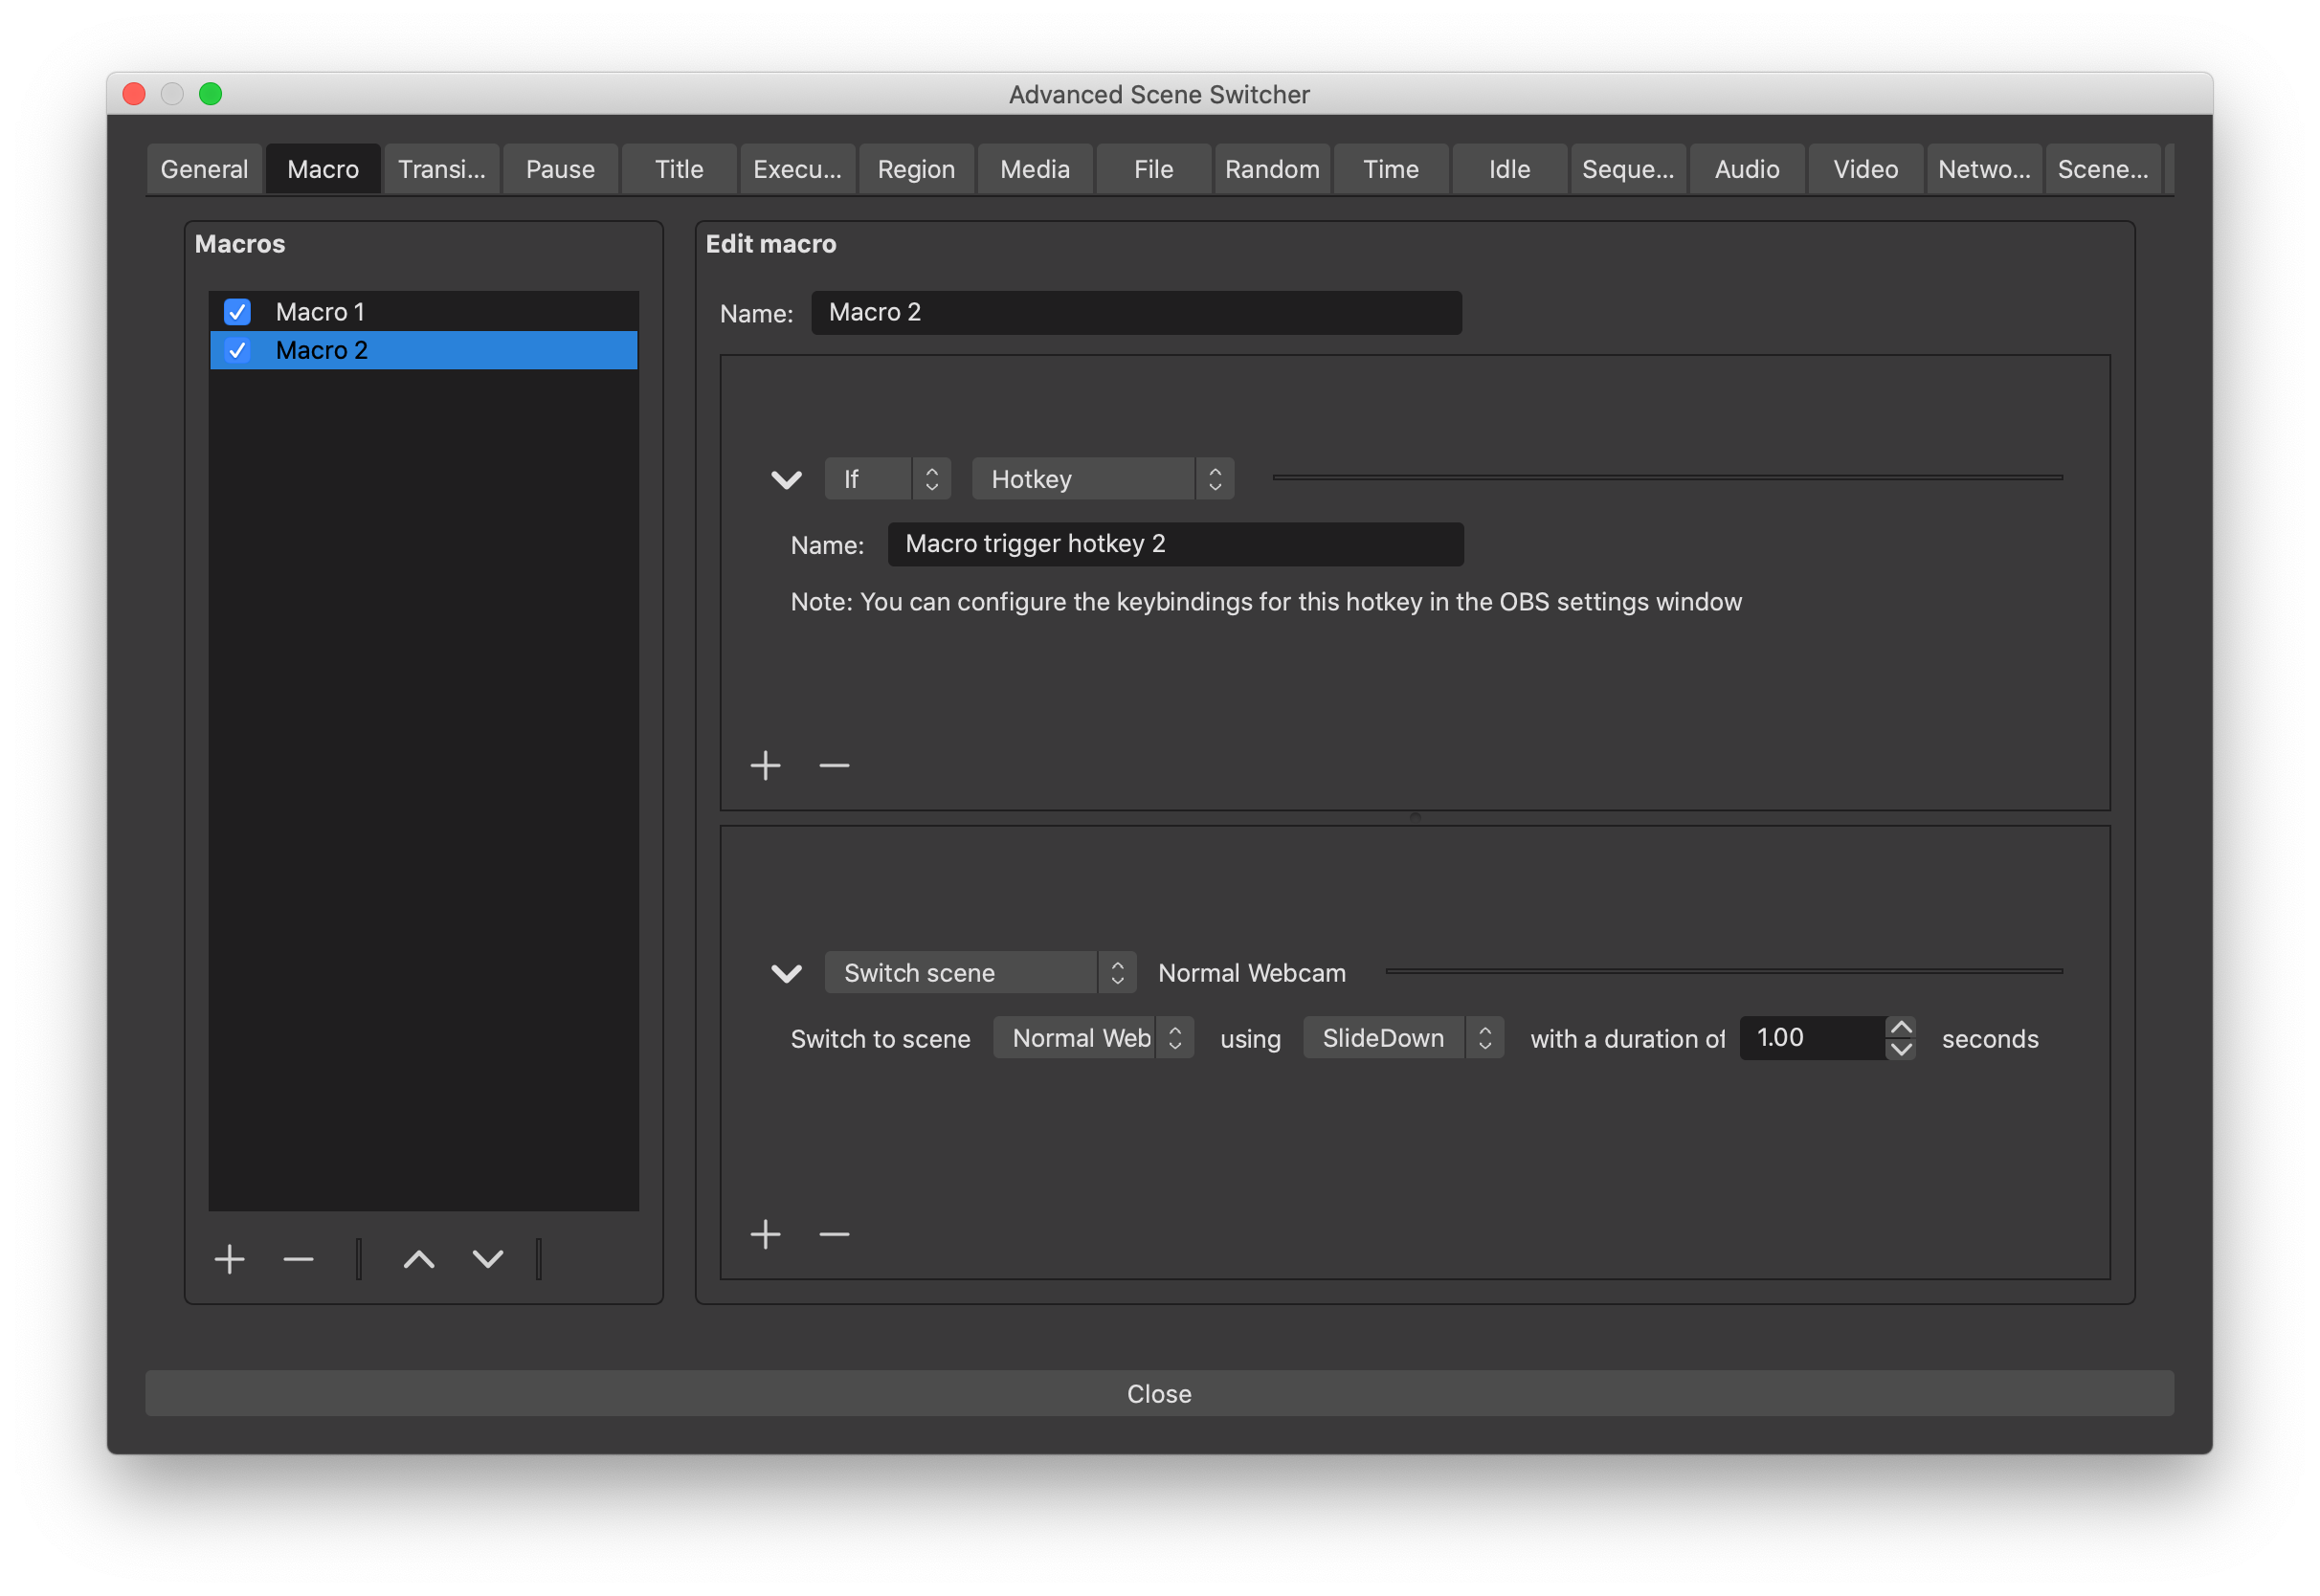 Advanced Scene Switcher
General Macro Transi... Pause Title Execu... Region Media File Random Time Idle Seque... Audio Video Netwo... Scene...
Macros
Macro 1
Macro 2
Edit macro
Name: Macro 2
If Hotkey
Name: Macro trigger hotkey 2
Note: You can configure the keybindings for this hotkey in the OBS settings window
Switch scene Normal Webcam
Switch to scene Normal Web using SlideDown with a duration of 1.00 seconds
Close